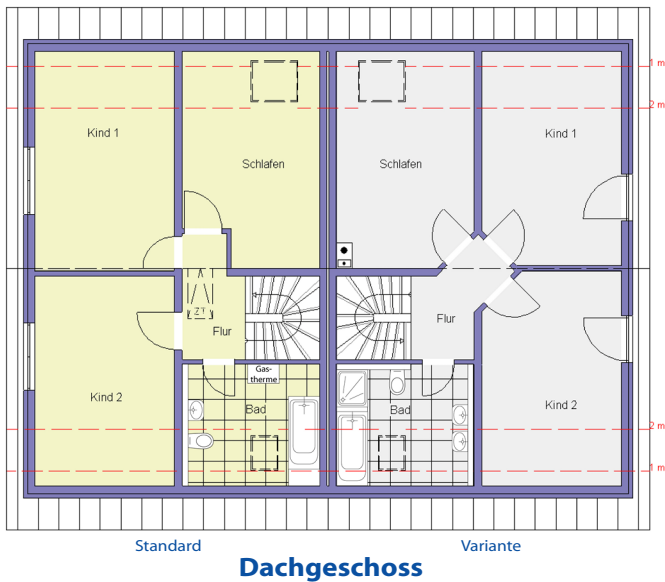 1 m
2 m
Kind 1
Schlafen
Schlafen
Kind 1
ZT
Flur
Flur
Gas-
therme
Kind 2
Bad
Bad
Kind 2
2 m
1 m
Standard
Variante
Dachgeschoss